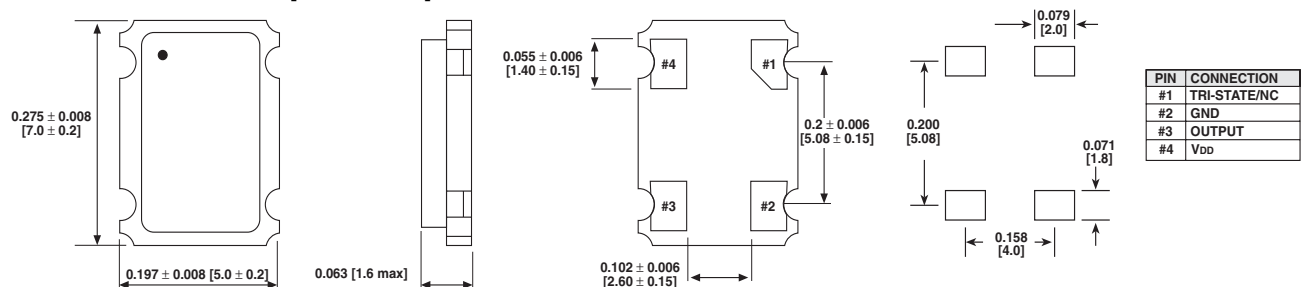 0.275 ± 0.008
[7.0 ± 0.2]
0.197 ± 0.008 [5.0 ± 0.2]
0.063 [1.6 max]
0.055 ± 0.006
[1.40 ± 0.15]
#4
#1
#3
#2
0.2 ± 0.006
[5.08 ± 0.15]
0.102 ± 0.006
[2.60 ± 0.15]
0.079
[2.0]
0.200
[5.08]
0.071
[1.8]
0.158
[4.0]
PIN CONNECTION
#1 TRI-STATE/NC
#2 GND
#3 OUTPUT
#4 VDD